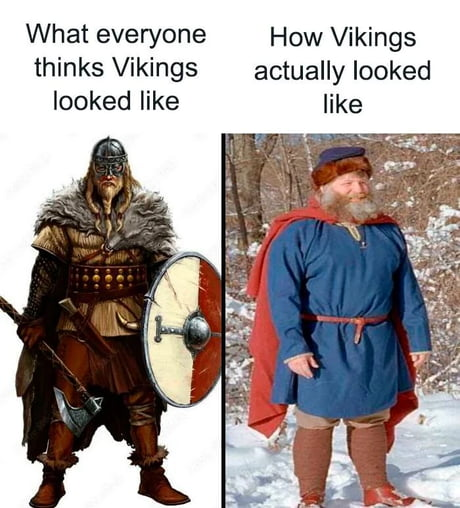 What everyone
thinks Vikings
looked like
How Vikings
actually looked
like